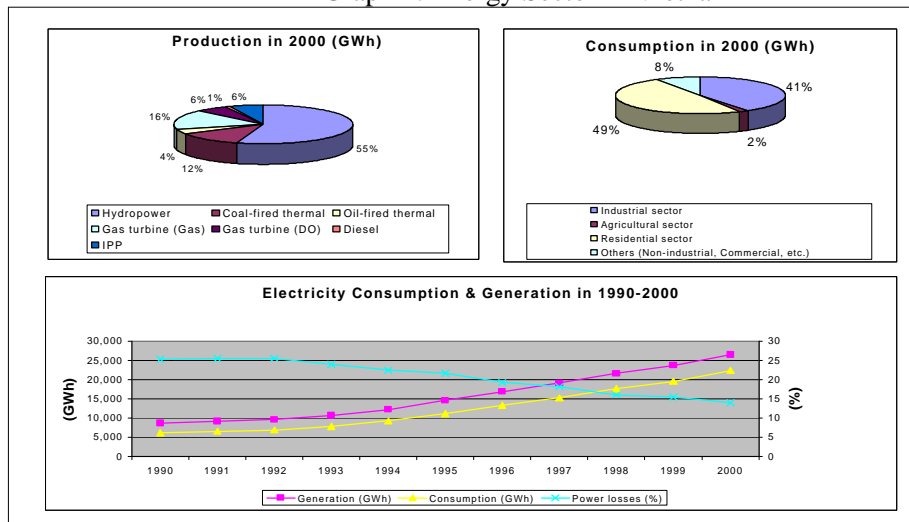 Production in 2000 (GWh)
6%
1%
6%
16%
4%
12%
55%
Hydropower
Coal-fired thermal
Oil-fired thermal
Gas turbine (Gas)
Gas turbine (DO)
Diesel
IPP
Consumption in 2000 (GWh)
8%
41%
49%
2%
Industrial sector
Agricultural sector
Residential sector
Others (Non-industrial, Commercial, etc.)
Electricity Consumption & Generation in 1990-2000
30,000
25,000
20,000
15,000
10,000
5,000
0
(GWh)
30
25
20
15
10
5
0
(%)
1990 1991 1992 1993 1994 1995 1996 1997 1998 1999 2000
Generation (GWh) Consumption (GWh) Power losses (%)